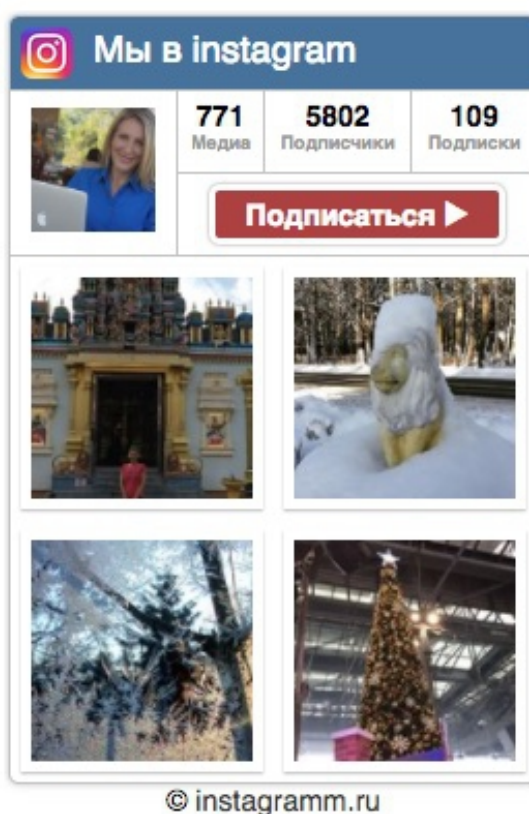 Мы в instagram
771 5802 109
Медиа Подписчики Подписки
Подписаться ▶
© instagramm.ru